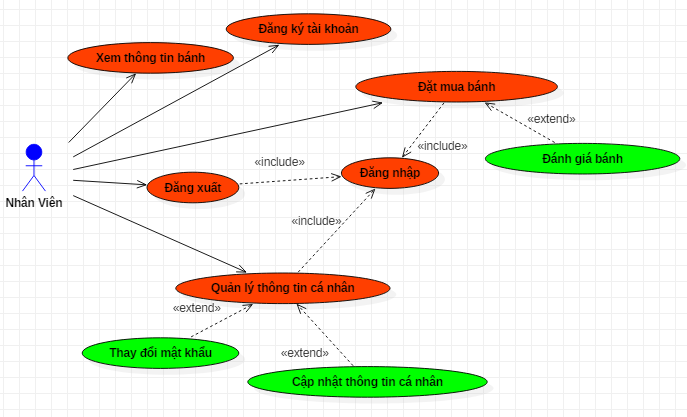 Đăng ký tài khoản
Xem thông tin bánh
Đặt mua bánh
«extend»
«include»
Đánh giá bánh
«include»
Đăng nhập
Đăng xuất
Nhân Viên
«include»
Quản lý thông tin cá nhân
«extend»
Thay đổi mật khẩu
«extend»
Cập nhật thông tin cá nhân